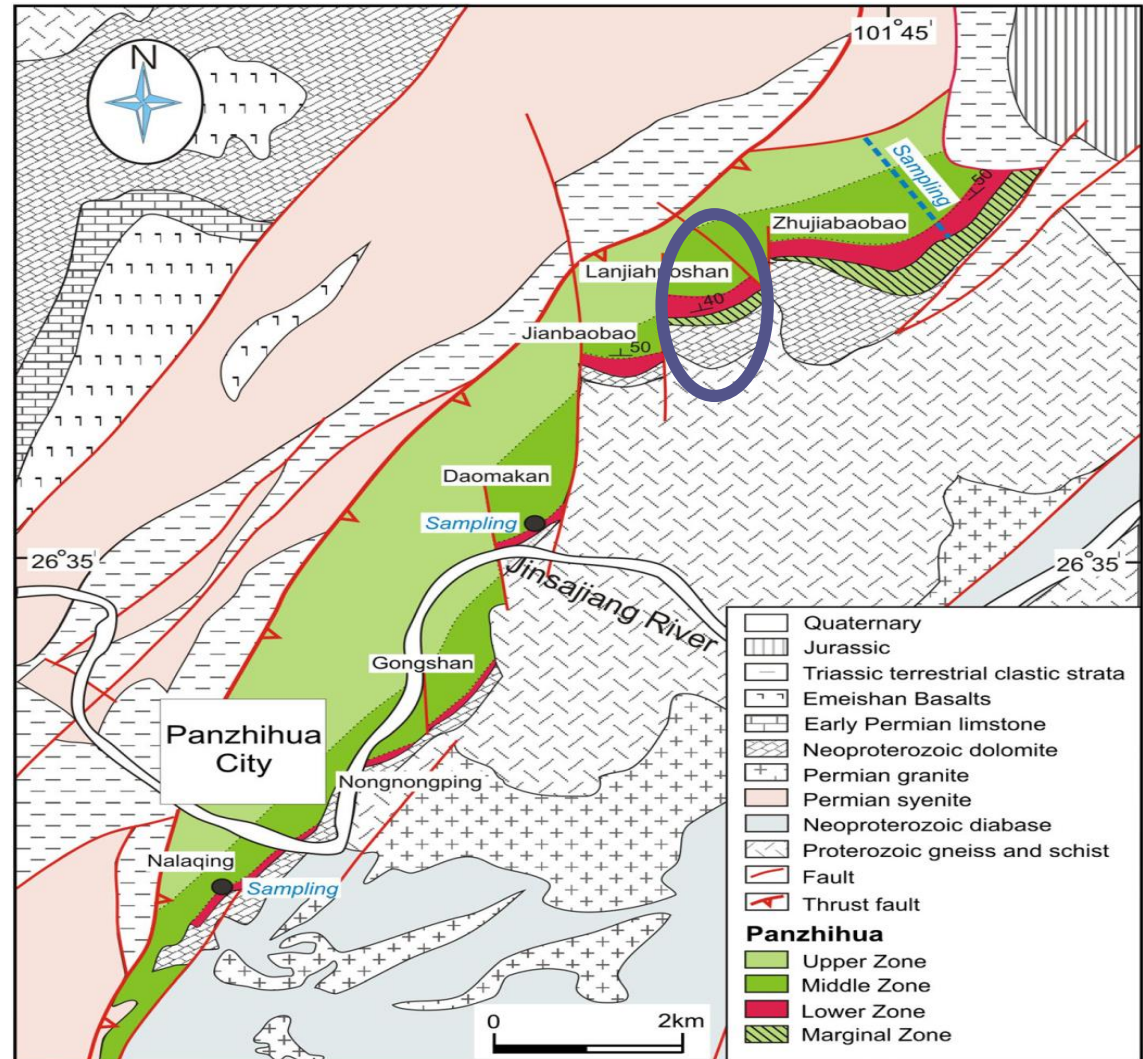 N
101°45'
Sampling
50
Zhujiabaobao
40
Jianbaobao
50
Daomakan
Sampling
26°35'
26°35'
Jinsajiang River
Gongshan
Panzhihua
City
Nongnongping
Nalaqing
Sampling
0
2km
Quaternary
Jurassic
Triassic terrestrial clastic strata
Emeishan Basalts
Early Permian limstone
Neoproterozoic dolomite
Permian granite
Permian syenite
Neoproterozoic diabase
Proterozoic gneiss and schist
Fault
Thrust fault
Panzhihua
Upper Zone
Middle Zone
Lower Zone
Marginal Zone